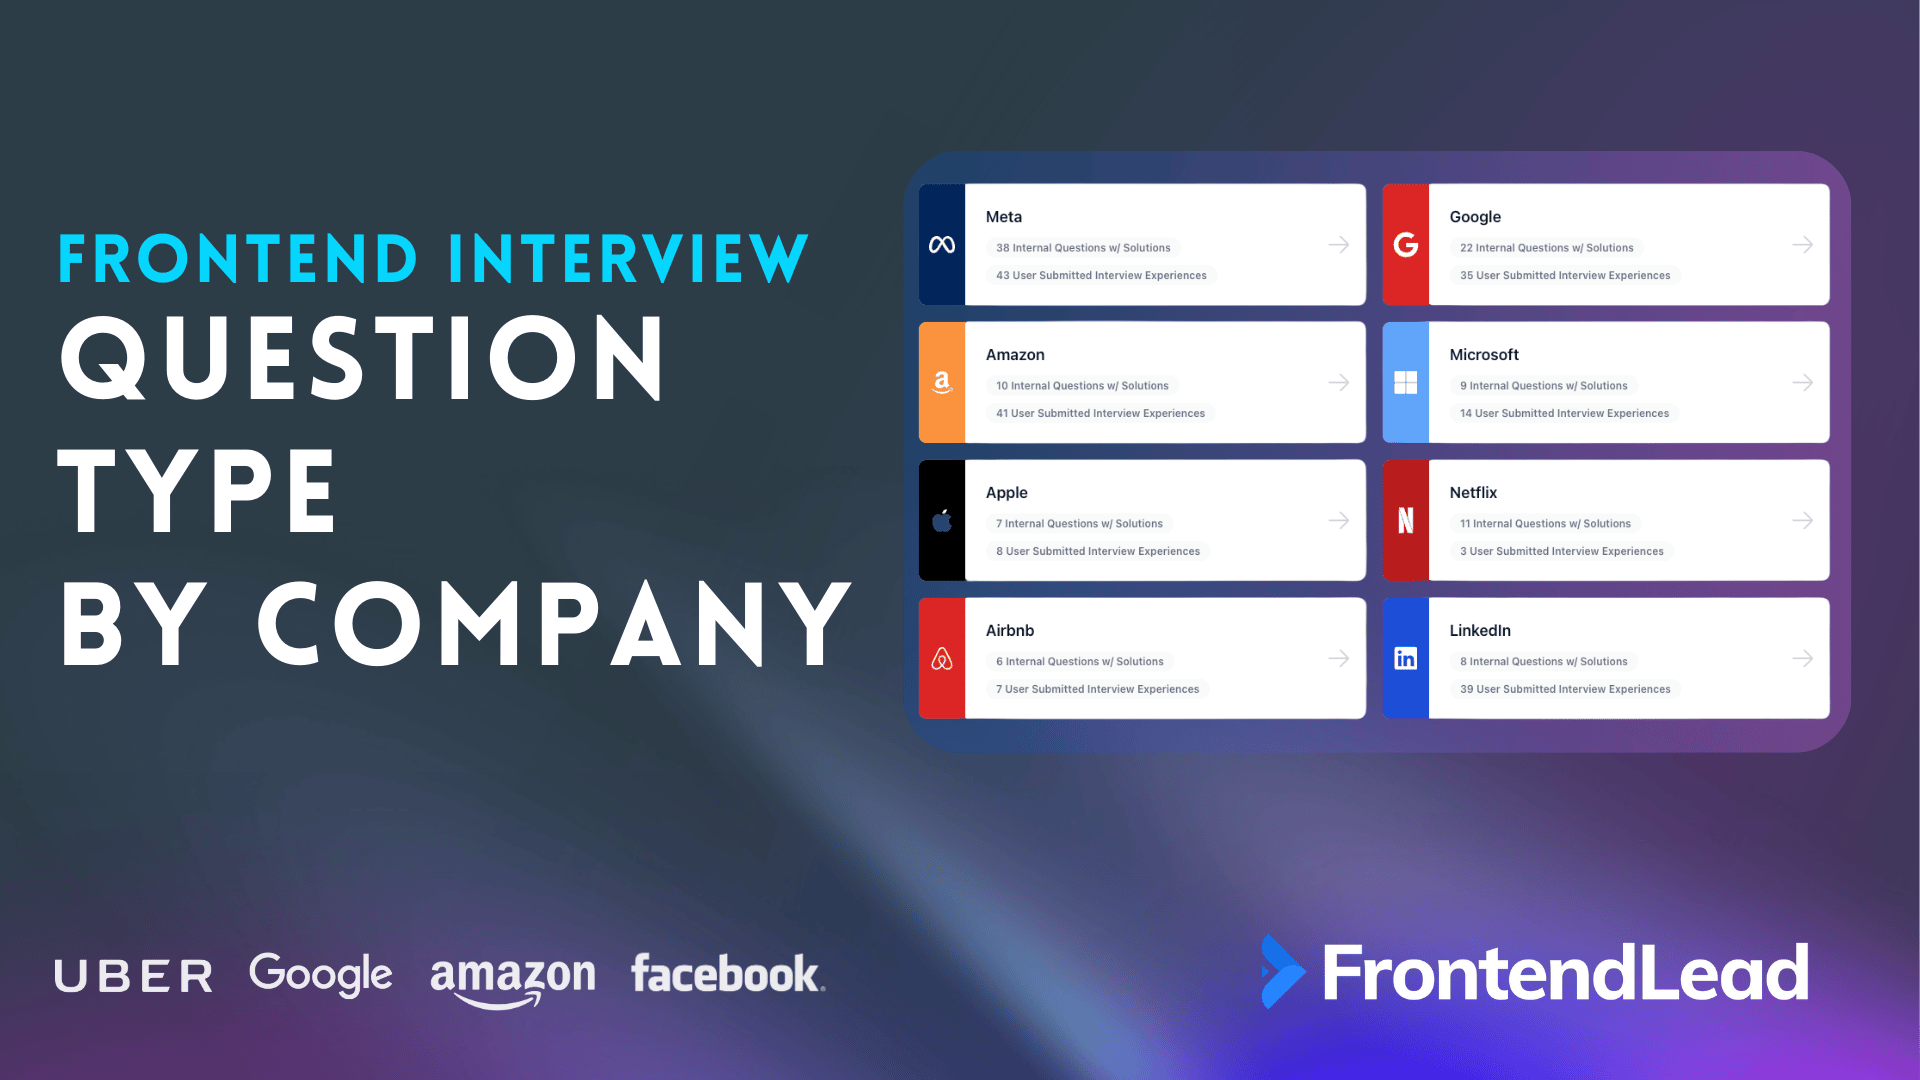 FRONTEND INTERVIEW
QUESTION
TYPE
BY COMPANY
Meta
38 Internal Questions w/ Solutions
43 User Submitted Interview Experiences
Google
22 Internal Questions w/ Solutions
35 User Submitted Interview Experiences
Amazon
10 Internal Questions w/ Solutions
41 User Submitted Interview Experiences
Microsoft
9 Internal Questions w/ Solutions
14 User Submitted Interview Experiences
Apple
7 Internal Questions w/ Solutions
8 User Submitted Interview Experiences
Netflix
11 Internal Questions w/ Solutions
3 User Submitted Interview Experiences
Airbnb
6 Internal Questions w/ Solutions
7 User Submitted Interview Experiences
LinkedIn
8 Internal Questions w/ Solutions
39 User Submitted Interview Experiences
UBER Google amazon facebook.
FrontendLead